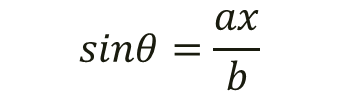 sinθ = ax/b